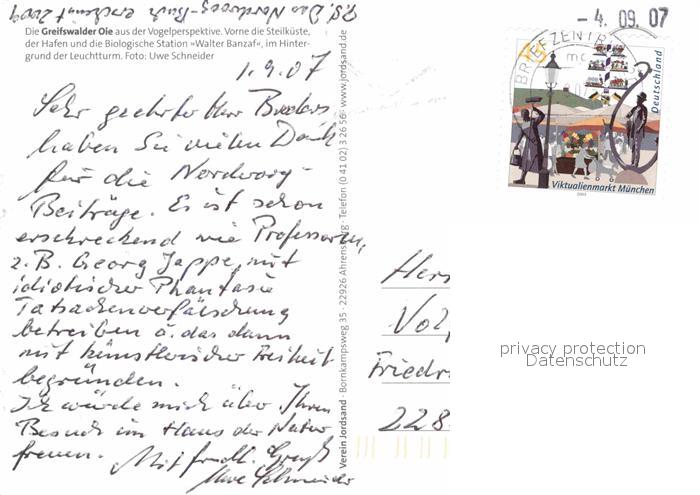 P.S. Das Nordwoog-Buch erscheint 2009
Die Greifswalder Oie aus der Vogelperspektive. Vorne die Steilküste,
der Hafen und die Biologische Station »Walter Banzaf«, im Hinter-
grund der Leuchtturm. Foto: Uwe Schneider
1.9.07
Sehr geehrter Herr
haben Sie vielen Dank
für die Nordwoog-
Beiträge. Es ist schon
erschreckend wie Professoren,
z.B. Georg Jappe, mit
idiotischer Phantasie
Tatsachenverfälschung
betreiben u. das dann
mit künstlerischer Freiheit
begründen.
Ich würde mich über Ihren
Besuch im Haus der Natur
freuen. Mit frndl. Gruß
Uwe Schneider
Verein Jordsand · Bornkampsweg 35 · 22926 Ahrensburg · Telefon (0 41 02) 3 26 56 · www.jordsand.de
- 4. 09. 07
BRIEFZENTR
Deutschland
Viktualienmarkt München
Herr
Vol
Friedr
228
privacy protection
Datenschutz